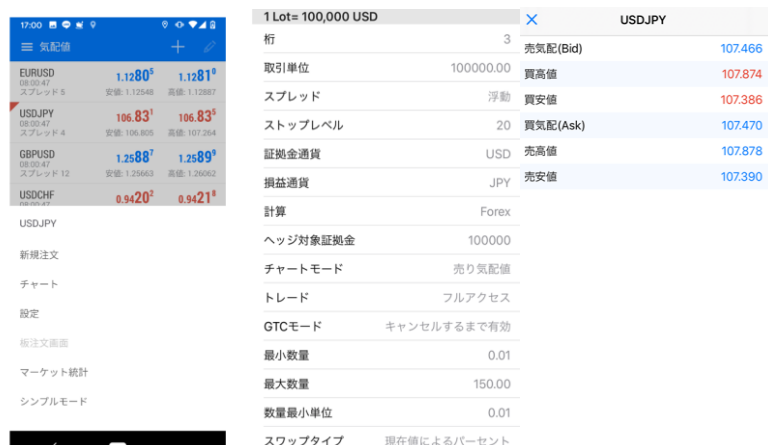 17:00
気配値
EURUSD
08:00:47
スプレッド 5
1.12805
1.12810
安値: 1.12548
高値: 1.12887
USDJPY
08:00:47
スプレッド 4
106.831
106.835
安値: 106.805
高値: 107.264
GBPUSD
08:00:47
スプレッド 12
1.25887
1.25899
安値: 1.25663
高値: 1.26062
USDCHF
0.94202
0.94218
USDJPY
新規注文
チャート
設定
板注文画面
マーケット統計
シンプルモード
1 Lot= 100,000 USD
桁 3
取引単位 100000.00
スプレッド 浮動
ストップレベル 20
証拠金通貨 USD
損益通貨 JPY
計算 Forex
ヘッジ対象証拠金 100000
チャートモード 売り気配値
トレード フルアクセス
GTCモード キャンセルするまで有効
最小数量 0.01
最大数量 150.00
数量最小単位 0.01
スワップタイプ 現在値によるパーセント
USDJPY
売気配(Bid) 107.466
買高値 107.874
買安値 107.386
買気配(Ask) 107.470
売高値 107.878
売安値 107.390